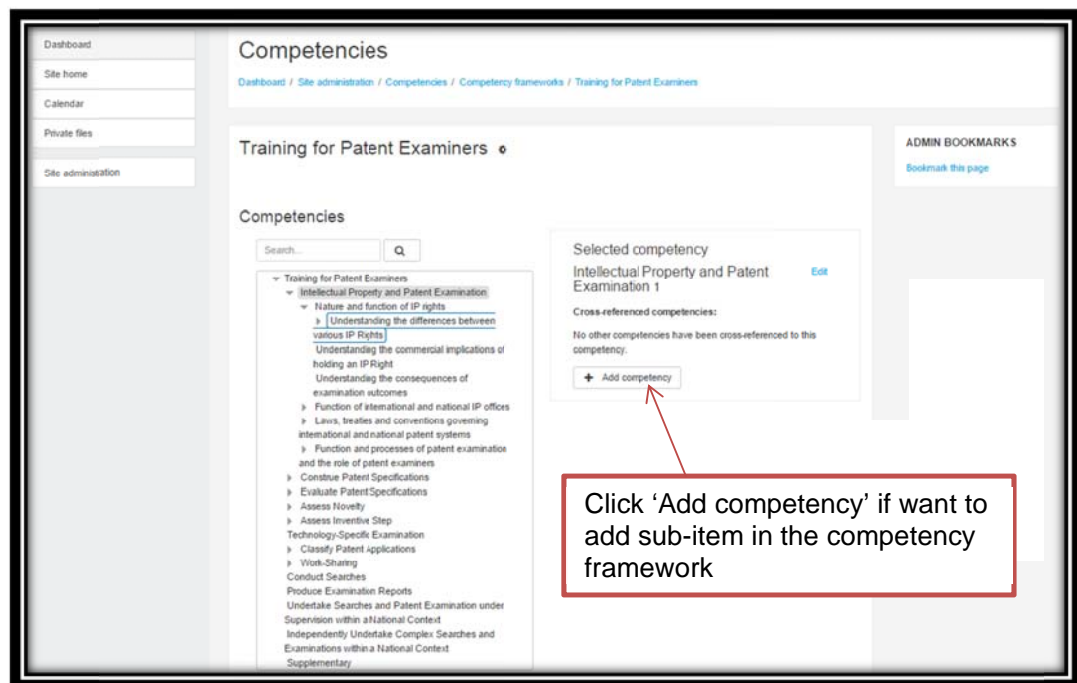 Dashboard
Site home
Calendar
Private files
Site administration
Competencies
Dashboard / Site administration / Competencies / Competency frameworks / Training for Patent Examiners
Training for Patent Examiners
Competencies
Search...
Training for Patent Examiners
Intellectual Property and Patent Examination
Nature and function of IP rights
Understanding the differences between
various IP Rights
Understanding the commercial implications of
holding an IP Right
Understanding the consequences of
examination outcomes
Function of international and national IP offices
Laws, treaties and conventions governing
international and national patent systems
Function and processes of patent examination
and the role of patent examiners
Construe Patent Specifications
Evaluate Patent Specifications
Assess Novelty
Assess Inventive Step
Technology-Specific Examination
Classify Patent Applications
Work-Sharing
Conduct Searches
Produce Examination Reports
Undertake Searches and Patent Examination under
Supervision within a National Context
Independently Undertake Complex Searches and
Examinations within a National Context
Supplementary
Selected competency
Intellectual Property and Patent
Examination 1
Edit
Cross-referenced competencies:
No other competencies have been cross-referenced to this
competency.
+ Add competency
Click ‘Add competency’ if want to
add sub-item in the competency
framework
ADMIN BOOKMARKS
Bookmark this page